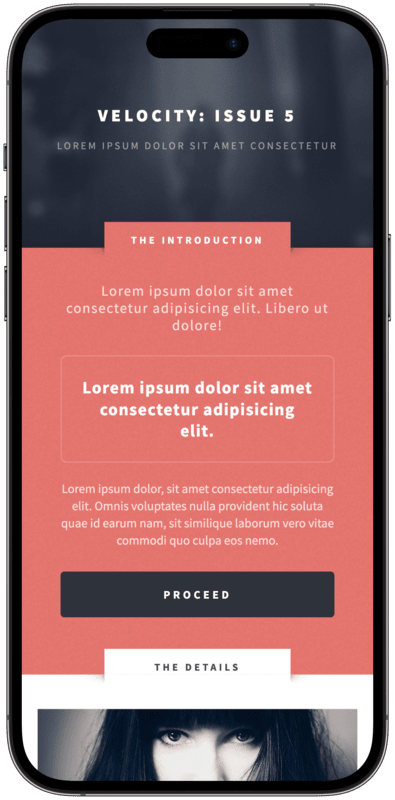 VELOCITY: ISSUE 5
LOREM IPSUM DOLOR SIT AMET CONSECTETUR
THE INTRODUCTION
Lorem ipsum dolor sit amet
consectetur adipiscing elit. Libero ut
dolore!
Lorem ipsum dolor sit amet
consectetur adipisicing
elit.
Lorem ipsum dolor, sit amet consectetur adipisicing
elit. Omnis voluptates nulla provident hic soluta
quae id earum nam, sit similique laborum vero vitae
commodi quo culpa eos nemo.
PROCEED
THE DETAILS